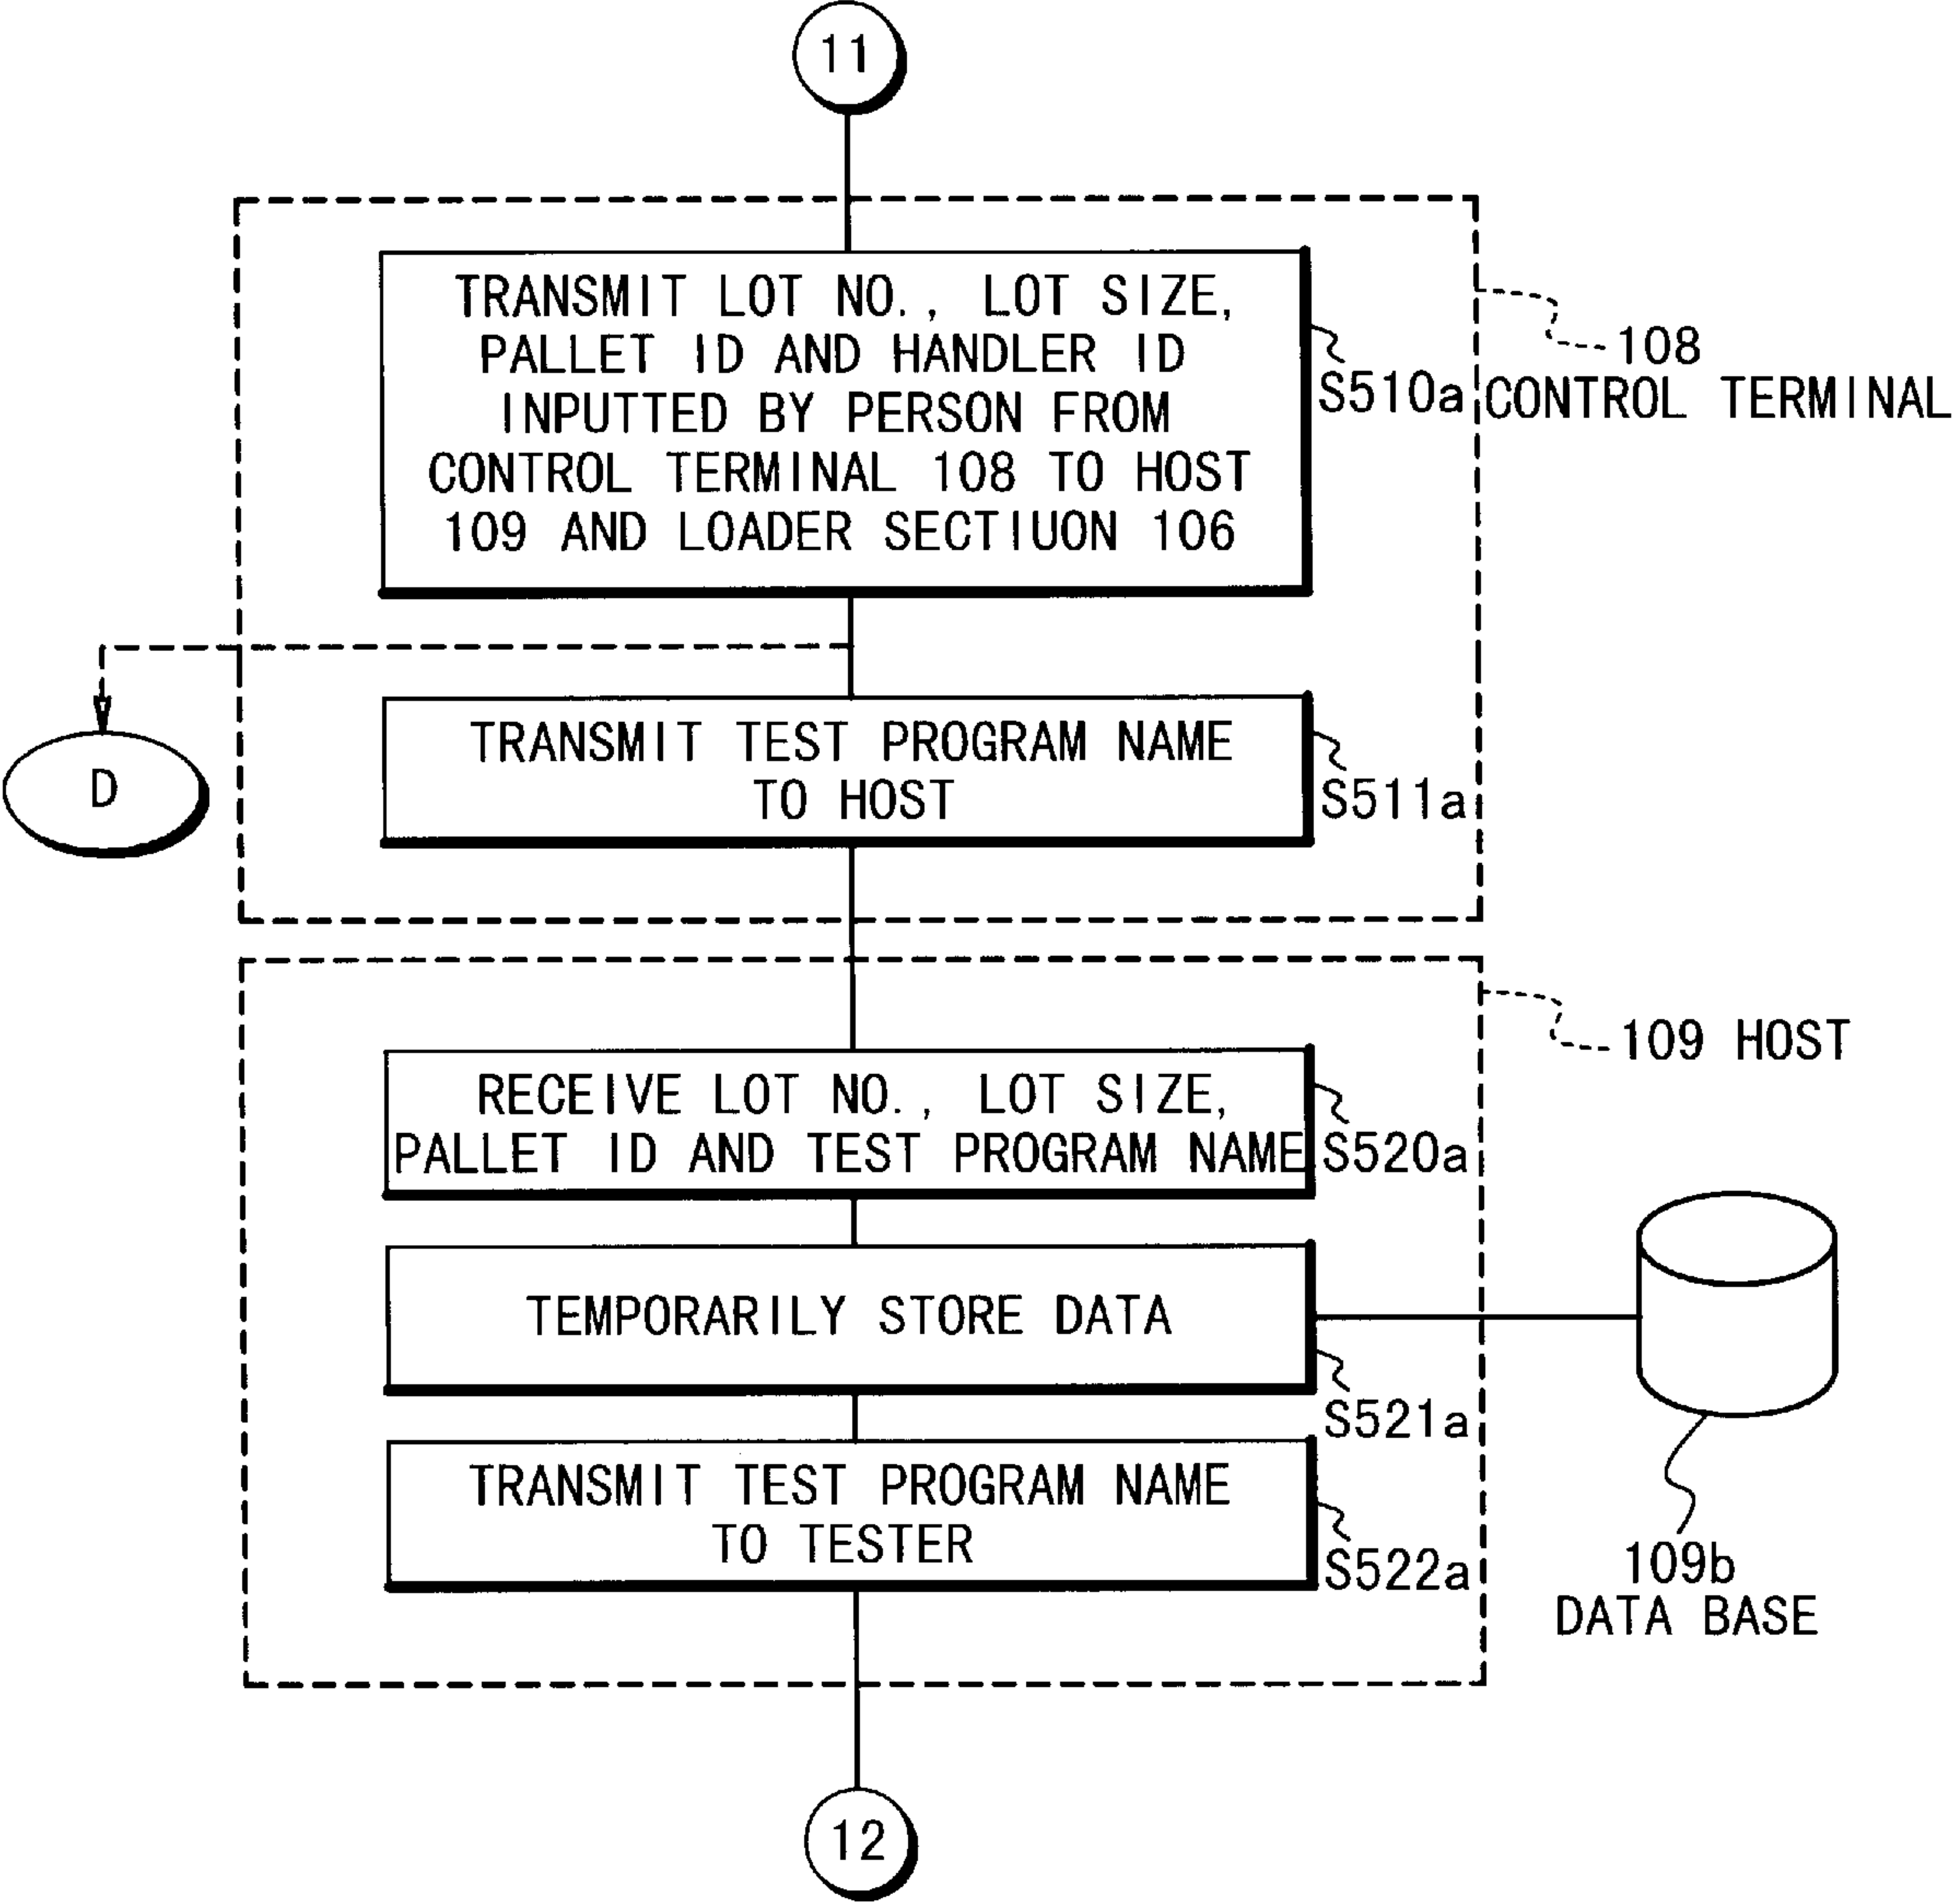 11
TRANSMIT LOT NO., LOT SIZE,
PALLET ID AND HANDLER ID
INPUTTED BY PERSON FROM
CONTROL TERMINAL 108 TO HOST
109 AND LOADER SECTIUON 106
S510a
108
CONTROL TERMINAL
D
TRANSMIT TEST PROGRAM NAME
TO HOST
S511a
109 HOST
RECEIVE LOT NO., LOT SIZE,
PALLET ID AND TEST PROGRAM NAME
S520a
TEMPORARILY STORE DATA
S521a
TRANSMIT TEST PROGRAM NAME
TO TESTER
S522a
109b
DATA BASE
12